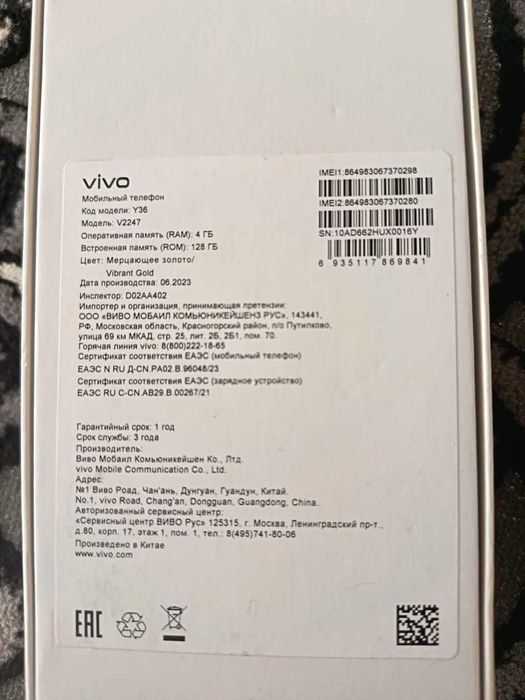 vivo
Мобильный телефон
Код модели: Y36
Модель: V2247
Оперативная память (RAM): 4 ГБ
Встроенная память (ROM): 128 ГБ
Цвет: Мерцающее золото/
Vibrant Gold
Дата производства: 06.2023
Инспектор: D02AA402
Импортер и организация, принимающая претензии:
ООО «ВИВО МОБАИЛ КОМЬЮНИКЕЙШЕНЗ РУС», 143441,
РФ, Московская область, Красногорский район, п/о Путилково,
улица 69 км МКАД, стр. 25, лит. 2Б, 2Б1, пом. 70.
Горячая линия vivo: 8(800)222-18-65
Сертификат соответствия ЕАЭС (мобильный телефон)
ЕАЭС N RU Д-CN.РА02.В.96048/23
Сертификат соответствия ЕАЭС (зарядное устройство)
ЕАЭС RU С-CN.АВ29.В.00267/21
IMEI1:864983067370298
IMEI2:864983067370280
SN:10AD662HUX0016Y
6 935117 869841
Гарантийный срок: 1 год
Срок службы: 3 года
Производитель:
Виво Мобаил Комьюникейшен Ко., Лтд.
vivo Mobile Communication Co., Ltd.
Адрес:
№1 Виво Роад, Чан'ань, Дунгуан, Гуандун, Китай.
No.1, vivo Road, Chang'an, Dongguan, Guangdong, China.
Авторизованный сервисный центр:
«Сервисный центр ВИВО Рус» 125315, г. Москва, Ленинградский пр-т.,
д.80, корп. 17, этаж 1, пом. 1, тел.: 8(495)741-80-06
Произведено в Китае
www.vivo.com
EAC